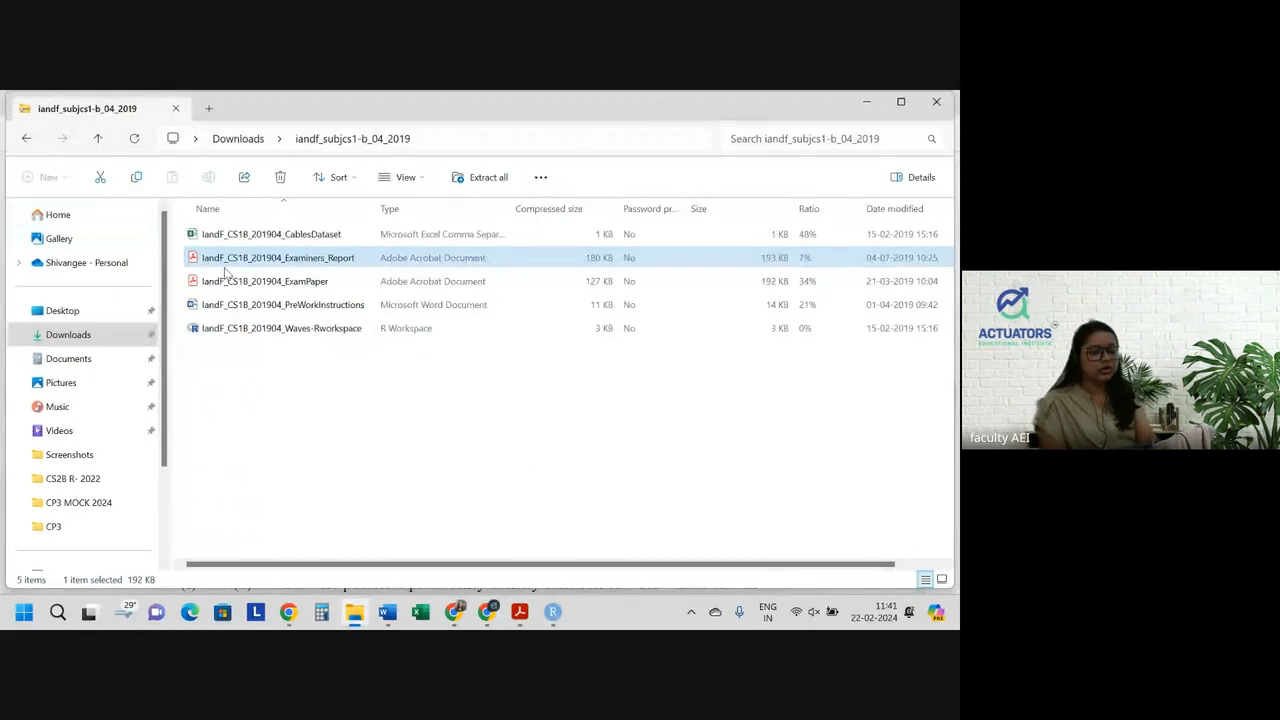 iandf_subjcs1-b_04_2019
Downloads
iandf_subjcs1-b_04_2019
Search iandf_subjcs1-b_04_2019
New
Sort
View
Extract all
Details
Home
Gallery
Shivangee - Personal
Desktop
Downloads
Documents
Pictures
Music
Videos
Screenshots
CS2B R- 2022
CP3 MOCK 2024
CP3
Name Type Compressed size Password pr... Size Ratio Date modified
IandF_CS1B_201904_CablesDataset Microsoft Excel Comma Separ... 1 KB No 1 KB 48% 15-02-2019 15:16
IandF_CS1B_201904_Examiners_Report Adobe Acrobat Document 180 KB No 193 KB 7% 04-07-2019 10:25
IandF_CS1B_201904_ExamPaper Adobe Acrobat Document 127 KB No 192 KB 34% 21-03-2019 10:04
IandF_CS1B_201904_PreWorkInstructions Microsoft Word Document 11 KB No 14 KB 21% 01-04-2019 09:42
IandF_CS1B_201904_Waves-Rworkspace R Workspace 3 KB No 3 KB 0% 15-02-2019 15:16
5 items 1 item selected 192 KB
29°
ENG
IN
11:41
22-02-2024
PRE
ACTUATORS
EDUCATIONAL INSTITUTE
faculty AEI